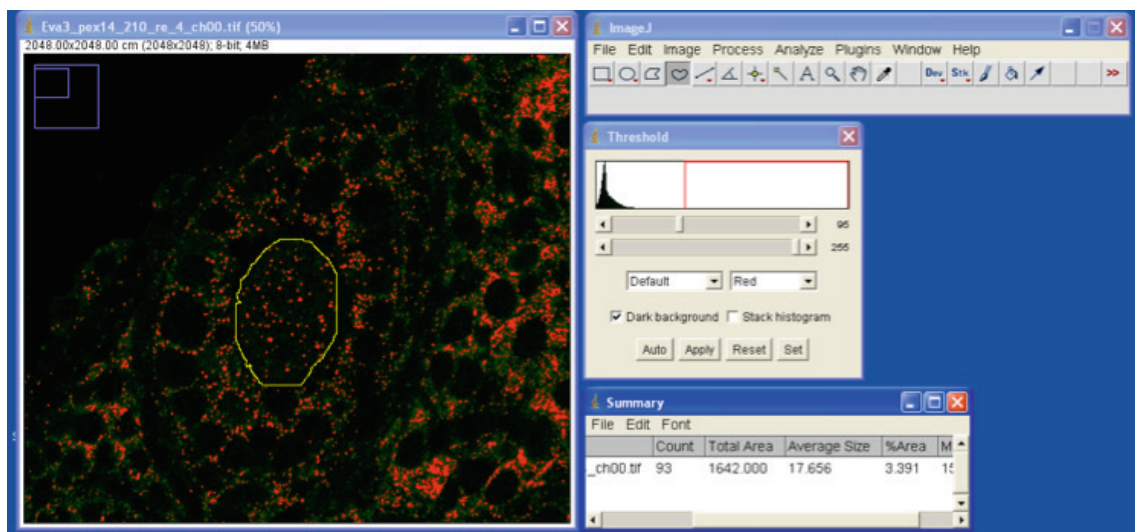 Eva3_pex14_210_re_4_ch00.tif (50%)
2048.00x2048.00 cm (2048x2048); 8-bit; 4MB
ImageJ
File Edit Image Process Analyze Plugins Window Help
A Dev Stk >>
Threshold
95
255
Default Red
Dark background Stack histogram
Auto Apply Reset Set
Summary
File Edit Font
Count Total Area Average Size %Area M
_ch00.tif 93 1642.000 17.656 3.391 15